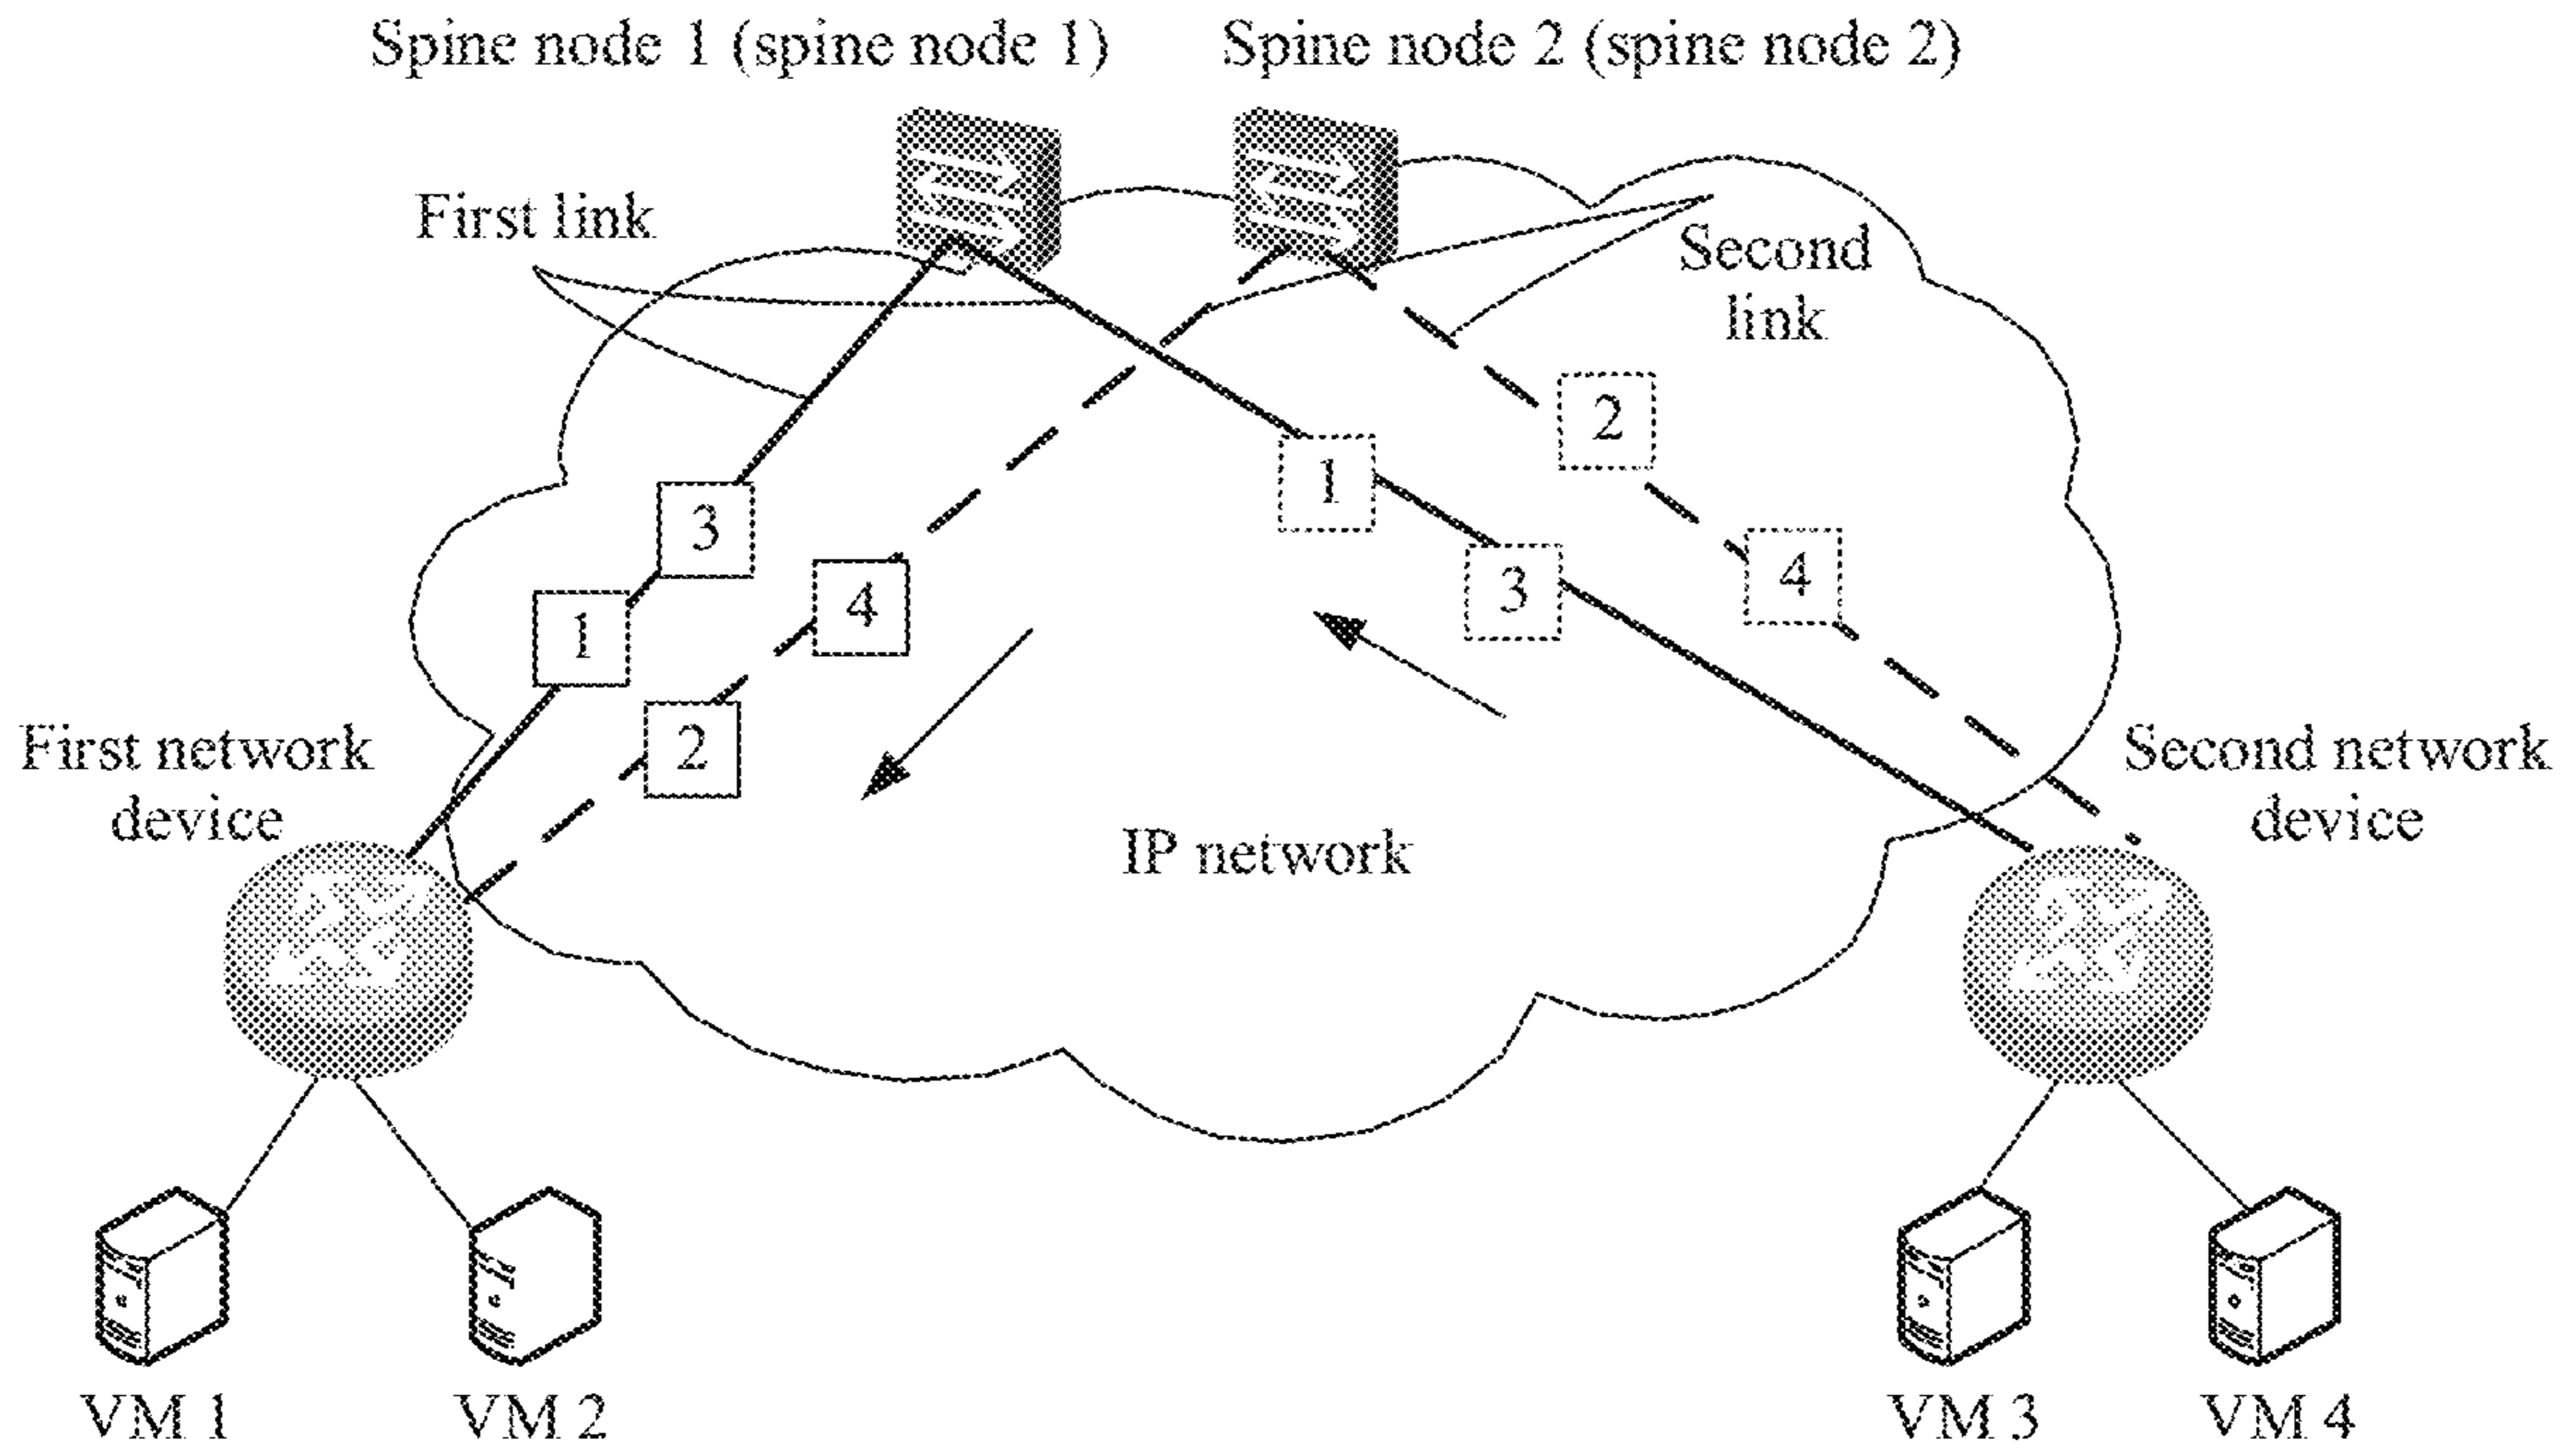 Spine node 1 (spine node 1)
Spine node 2 (spine node 2)
First link
Second
link
2
1
3
4
3
4
1
2
First network
device
Second network
device
IP network
VM 1
VM 2
VM 3
VM 4